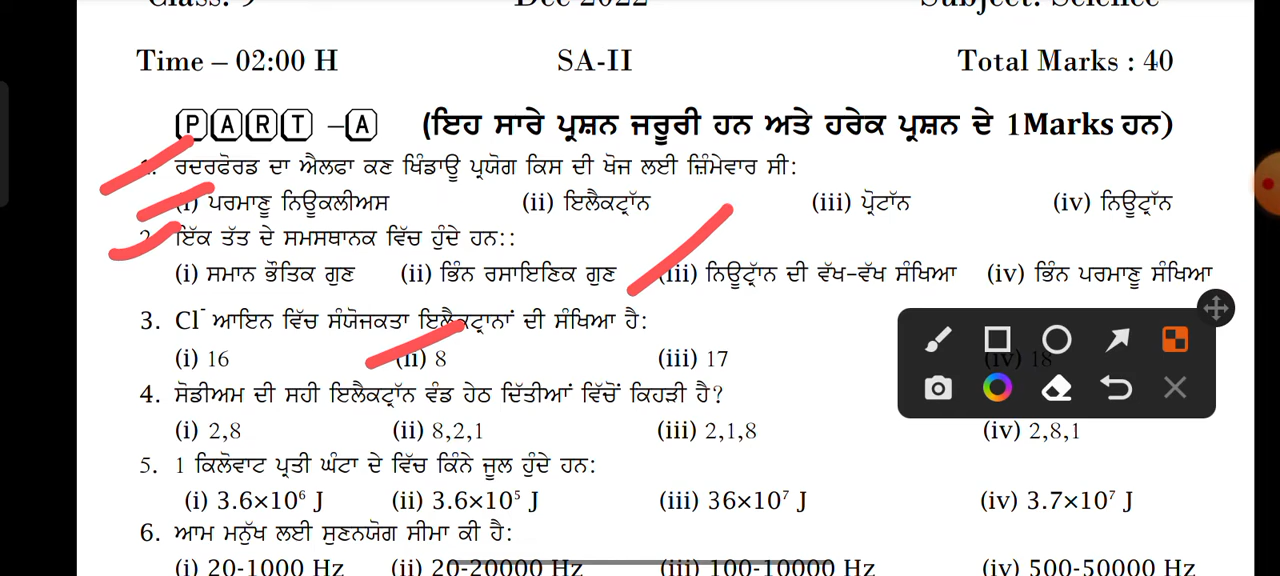 Class: 9 Dec 2022 Subject: Science
Time – 02:00 H SA-II Total Marks : 40
PART –A (ਇਹ ਸਾਰੇ ਪ੍ਰਸ਼ਨ ਜਰੂਰੀ ਹਨ ਅਤੇ ਹਰੇਕ ਪ੍ਰਸ਼ਨ ਦੇ 1Marks ਹਨ)
1. ਰਦਰਫੋਰਡ ਦਾ ਐਲਫਾ ਕਣ ਖਿੰਡਾਊ ਪ੍ਰਯੋਗ ਕਿਸ ਦੀ ਖੋਜ ਲਈ ਜ਼ਿੰਮੇਵਾਰ ਸੀ:
(i) ਪਰਮਾਣੂ ਨਿਊਕਲੀਅਸ (ii) ਇਲੈਕਟ੍ਰਾੱਨ (iii) ਪ੍ਰੋਟਾੱਨ (iv) ਨਿਊਟ੍ਰਾੱਨ
2. ਇੱਕ ਤੱਤ ਦੇ ਸਮਸਥਾਨਕ ਵਿੱਚ ਹੁੰਦੇ ਹਨ::
(i) ਸਮਾਨ ਭੌਤਿਕ ਗੁਣ (ii) ਭਿੰਨ ਰਸਾਇਣਿਕ ਗੁਣ (iii) ਨਿਊਟ੍ਰਾੱਨ ਦੀ ਵੱਖ-ਵੱਖ ਸੰਖਿਆ (iv) ਭਿੰਨ ਪਰਮਾਣੂ ਸੰਖਿਆ
3. Cl⁻ ਆਇਨ ਵਿੱਚ ਸੰਯੋਜਕਤਾ ਇਲੈਕਟ੍ਰਾਨਾਂ ਦੀ ਸੰਖਿਆ ਹੈ:
(i) 16 (ii) 8 (iii) 17 (iv) 18
4. ਸੋਡੀਅਮ ਦੀ ਸਹੀ ਇਲੈਕਟ੍ਰਾੱਨ ਵੰਡ ਹੇਠ ਦਿੱਤੀਆਂ ਵਿੱਚੋਂ ਕਿਹੜੀ ਹੈ?
(i) 2,8 (ii) 8,2,1 (iii) 2,1,8 (iv) 2,8,1
5. 1 ਕਿਲੋਵਾਟ ਪ੍ਰਤੀ ਘੰਟਾ ਦੇ ਵਿੱਚ ਕਿੰਨੇ ਜੂਲ ਹੁੰਦੇ ਹਨ:
(i) 3.6×10⁶ J (ii) 3.6×10⁵ J (iii) 36×10⁷ J (iv) 3.7×10⁷ J
6. ਆਮ ਮਨੁੱਖ ਲਈ ਸੁਣਨਯੋਗ ਸੀਮਾ ਕੀ ਹੈ:
(i) 20-1000 Hz (ii) 20-20000 Hz (iii) 100-10000 Hz (iv) 500-50000 Hz